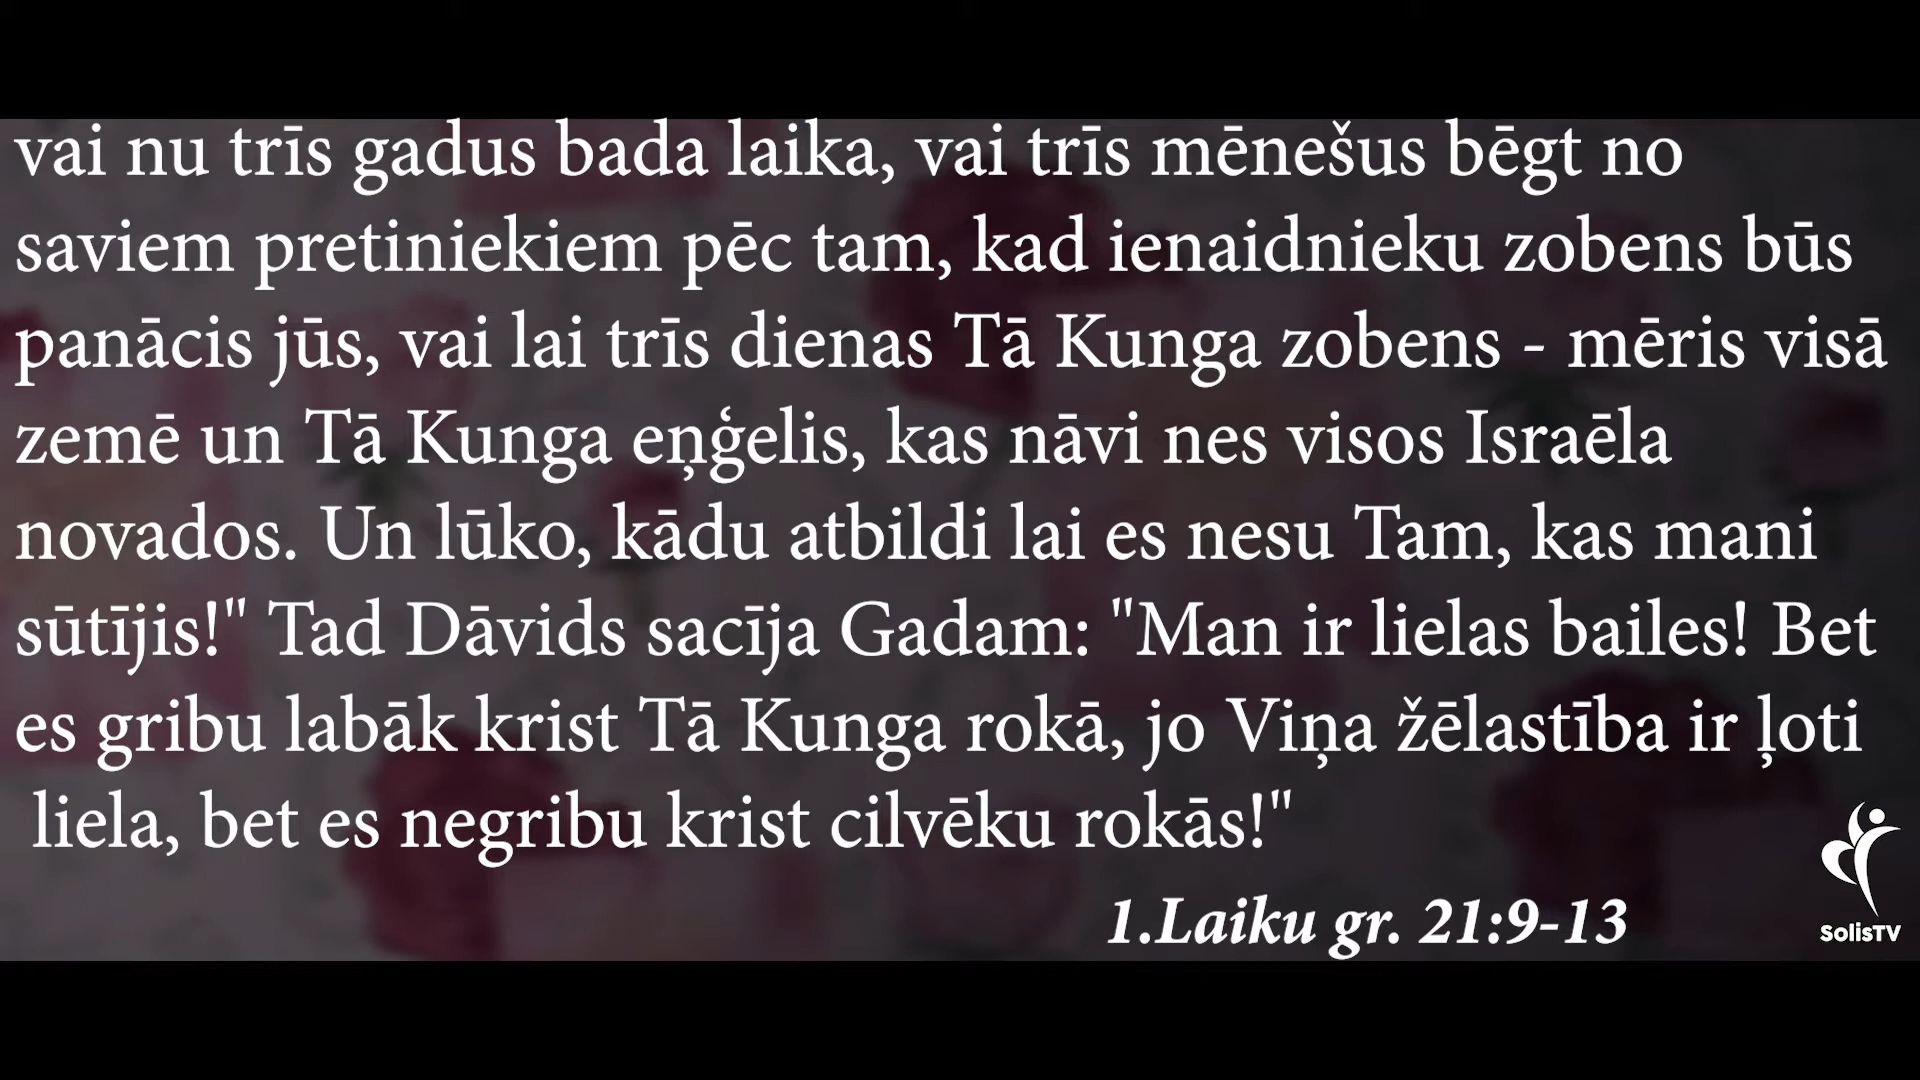 vai nu trīs gadus bada laika, vai trīs mēnešus bēgt no
saviem pretiniekiem pēc tam, kad ienaidnieku zobens būs
panācis jūs, vai lai trīs dienas Tā Kunga zobens - mēris visā
zemē un Tā Kunga eņģelis, kas nāvi nes visos Israēla
novados. Un lūko, kādu atbildi lai es nesu Tam, kas mani
sūtījis!" Tad Dāvids sacīja Gadam: "Man ir lielas bailes! Bet
es gribu labāk krist Tā Kunga rokā, jo Viņa žēlastība ir ļoti
liela, bet es negribu krist cilvēku rokās!"
1.Laiku gr. 21:9-13
SolisTV